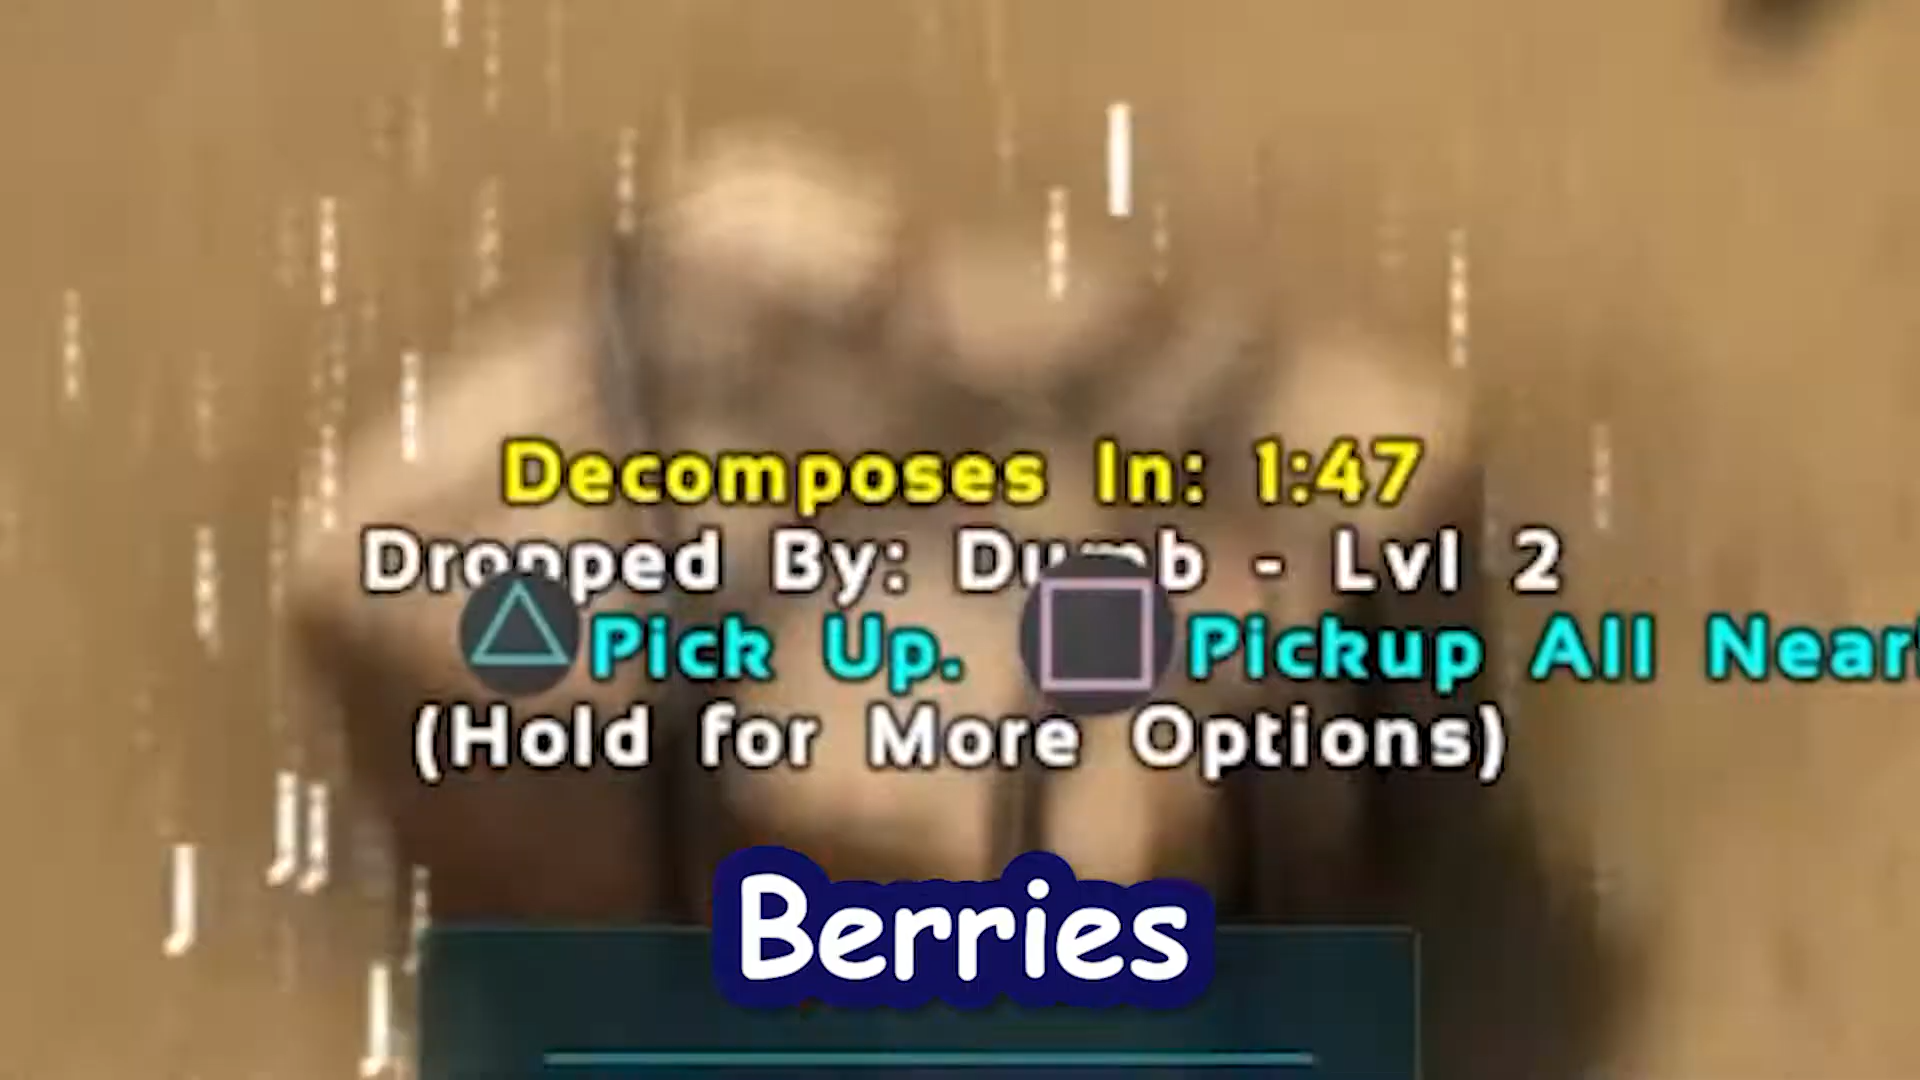 Decomposes In: 1:47
Dropped By: Dumb - Lvl 2
Pick Up. Pickup All Near
(Hold for More Options)
Berries